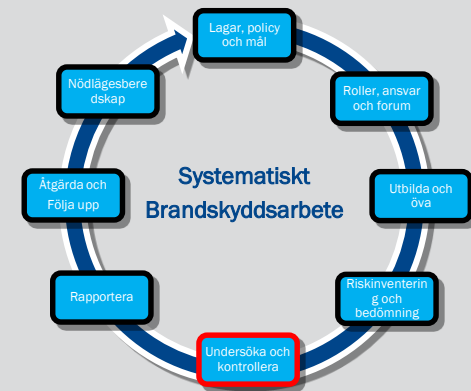 Lagar, policy
och mål
Roller, ansvar
och forum
Utbilda och
öva
Riskinventerin
g och
bedömning
Undersöka och
kontrollera
Rapportera
Åtgärda och
Följa upp
Nödlägesbere
dskap
Systematiskt
Brandskyddsarbete